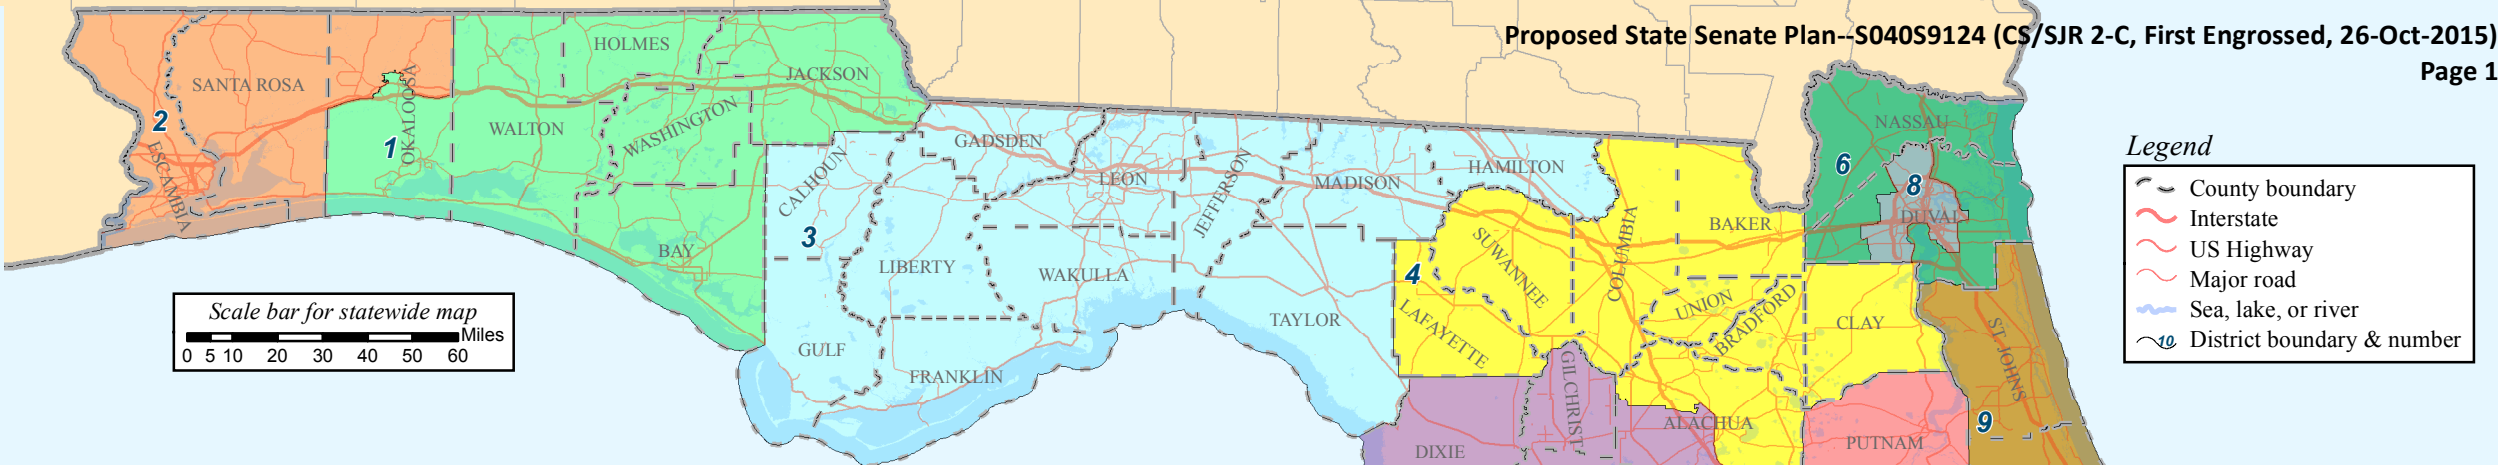 Proposed State Senate Plan--S040S9124 (CS/SJR 2-C, First Engrossed, 26-Oct-2015)
Page 1
HOLMES
JACKSON
SANTA ROSA
OKALOOSA
WALTON
WASHINGTON
2
1
ESCAMBIA
BAY
GADSDEN
CALHOUN
LEON
JEFFERSON
MADISON
HAMILTON
3
LIBERTY
WAKULLA
TAYLOR
GULF
FRANKLIN
4
SUWANNEE
COLUMBIA
BAKER
LAFAYETTE
UNION
BRADFORD
CLAY
GILCHRIST
DIXIE
ALACHUA
PUTNAM
NASSAU
6
8
DUVAL
ST. JOHNS
9
Legend
County boundary
Interstate
US Highway
Major road
Sea, lake, or river
10 District boundary & number
Scale bar for statewide map
Miles
0 5 10 20 30 40 50 60